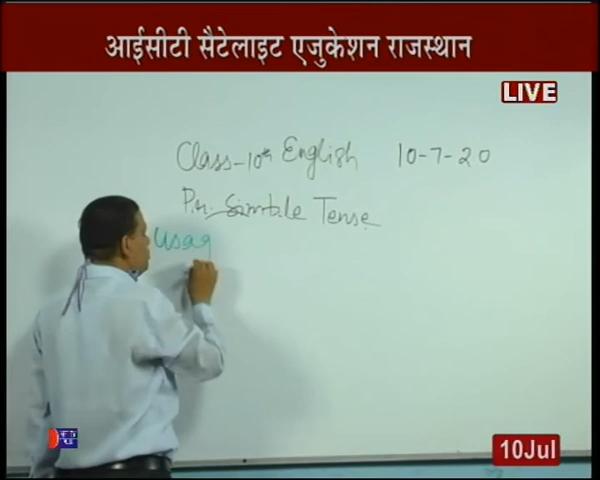 आईसीटी सैटेलाइट एजुकेशन राजस्थान
LIVE
Class-10th English 10-7-20
Pr. Simple Tense
usag
10Jul